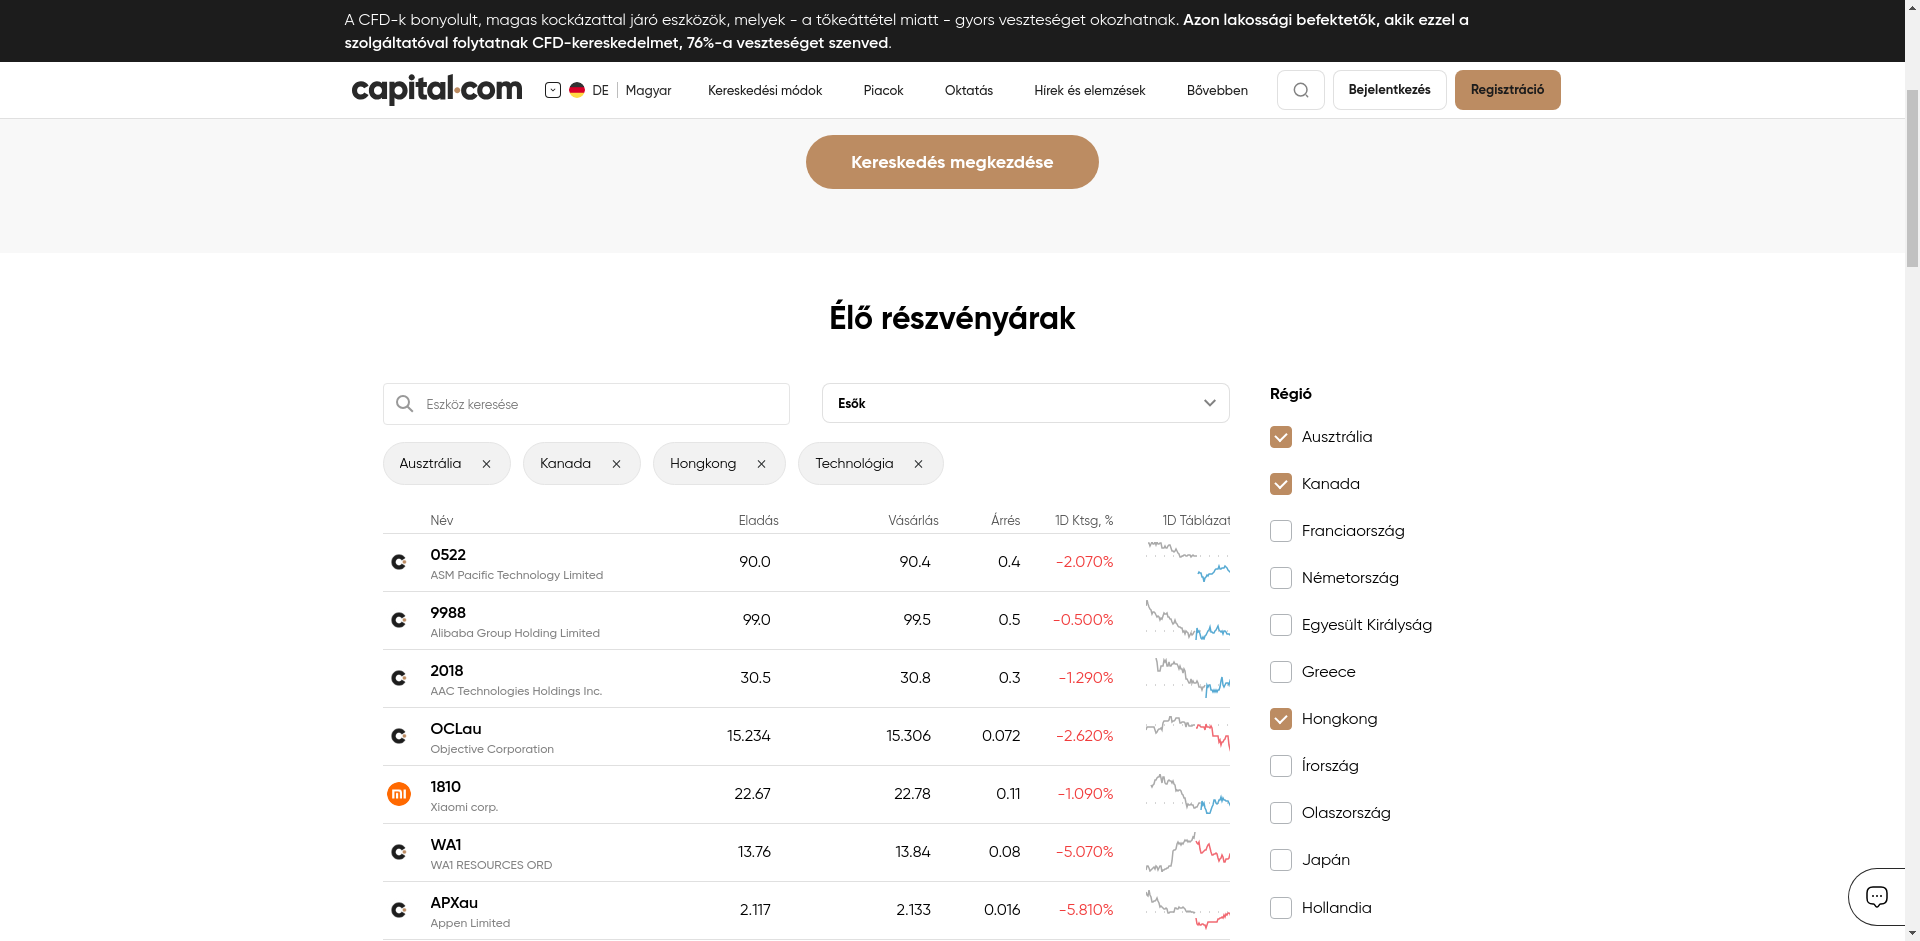 A CFD-k bonyolult, magas kockázattal járó eszközök, melyek - a tőkeáttétel miatt - gyors veszteséget okozhatnak. Azon lakossági befektetők, akik ezzel a
szolgáltatóval folytatnak CFD-kereskedelmet, 76%-a veszteséget szenved.
capital.com DE Magyar Kereskedési módok Piacok Oktatás Hírek és elemzések Bővebben Bejelentkezés Regisztráció
Kereskedés megkezdése
Élő részvényárak
Eszköz keresése Esők
Ausztrália Kanada Hongkong Technológia
Név Eladás Vásárlás Árrés 1D Ktsg, % 1D Táblázat
0522 90.0 90.4 0.4 -2.070%
ASM Pacific Technology Limited
9988 99.0 99.5 0.5 -0.500%
Alibaba Group Holding Limited
2018 30.5 30.8 0.3 -1.290%
AAC Technologies Holdings Inc.
OCLau 15.234 15.306 0.072 -2.620%
Objective Corporation
1810 22.67 22.78 0.11 -1.090%
Xiaomi corp.
WA1 13.76 13.84 0.08 -5.070%
WA1 RESOURCES ORD
APXau 2.117 2.133 0.016 -5.810%
Appen Limited
Régió
Ausztrália
Kanada
Franciaország
Németország
Egyesült Királyság
Greece
Hongkong
Írország
Olaszország
Japán
Hollandia